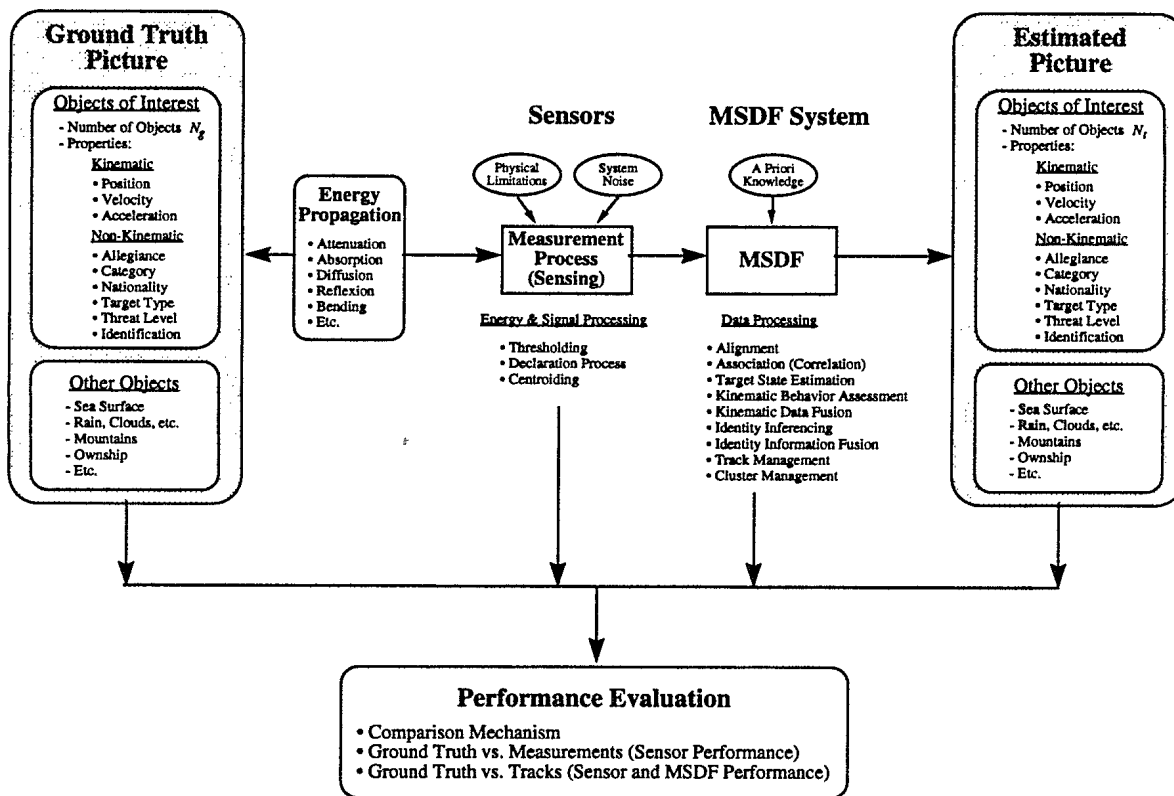 Ground Truth
Picture
Objects of Interest
- Number of Objects N_g
- Properties:
Kinematic
• Position
• Velocity
• Acceleration
Non-Kinematic
• Allegiance
• Category
• Nationality
• Target Type
• Threat Level
• Identification
Other Objects
- Sea Surface
- Rain, Clouds, etc.
- Mountains
- Ownship
- Etc.
Energy
Propagation
• Attenuation
• Absorption
• Diffusion
• Reflexion
• Bending
• Etc.
Sensors
Physical
Limitations
System
Noise
Measurement
Process
(Sensing)
Energy & Signal Processing
• Thresholding
• Declaration Process
• Centroiding
MSDF System
A Priori
Knowledge
MSDF
Data Processing
• Alignment
• Association (Correlation)
• Target State Estimation
• Kinematic Behavior Assessment
• Kinematic Data Fusion
• Identity Inferencing
• Identity Information Fusion
• Track Management
• Cluster Management
Estimated
Picture
Objects of Interest
- Number of Objects N_t
- Properties:
Kinematic
• Position
• Velocity
• Acceleration
Non-Kinematic
• Allegiance
• Category
• Nationality
• Target Type
• Threat Level
• Identification
Other Objects
- Sea Surface
- Rain, Clouds, etc.
- Mountains
- Ownship
- Etc.
Performance Evaluation
• Comparison Mechanism
• Ground Truth vs. Measurements (Sensor Performance)
• Ground Truth vs. Tracks (Sensor and MSDF Performance)